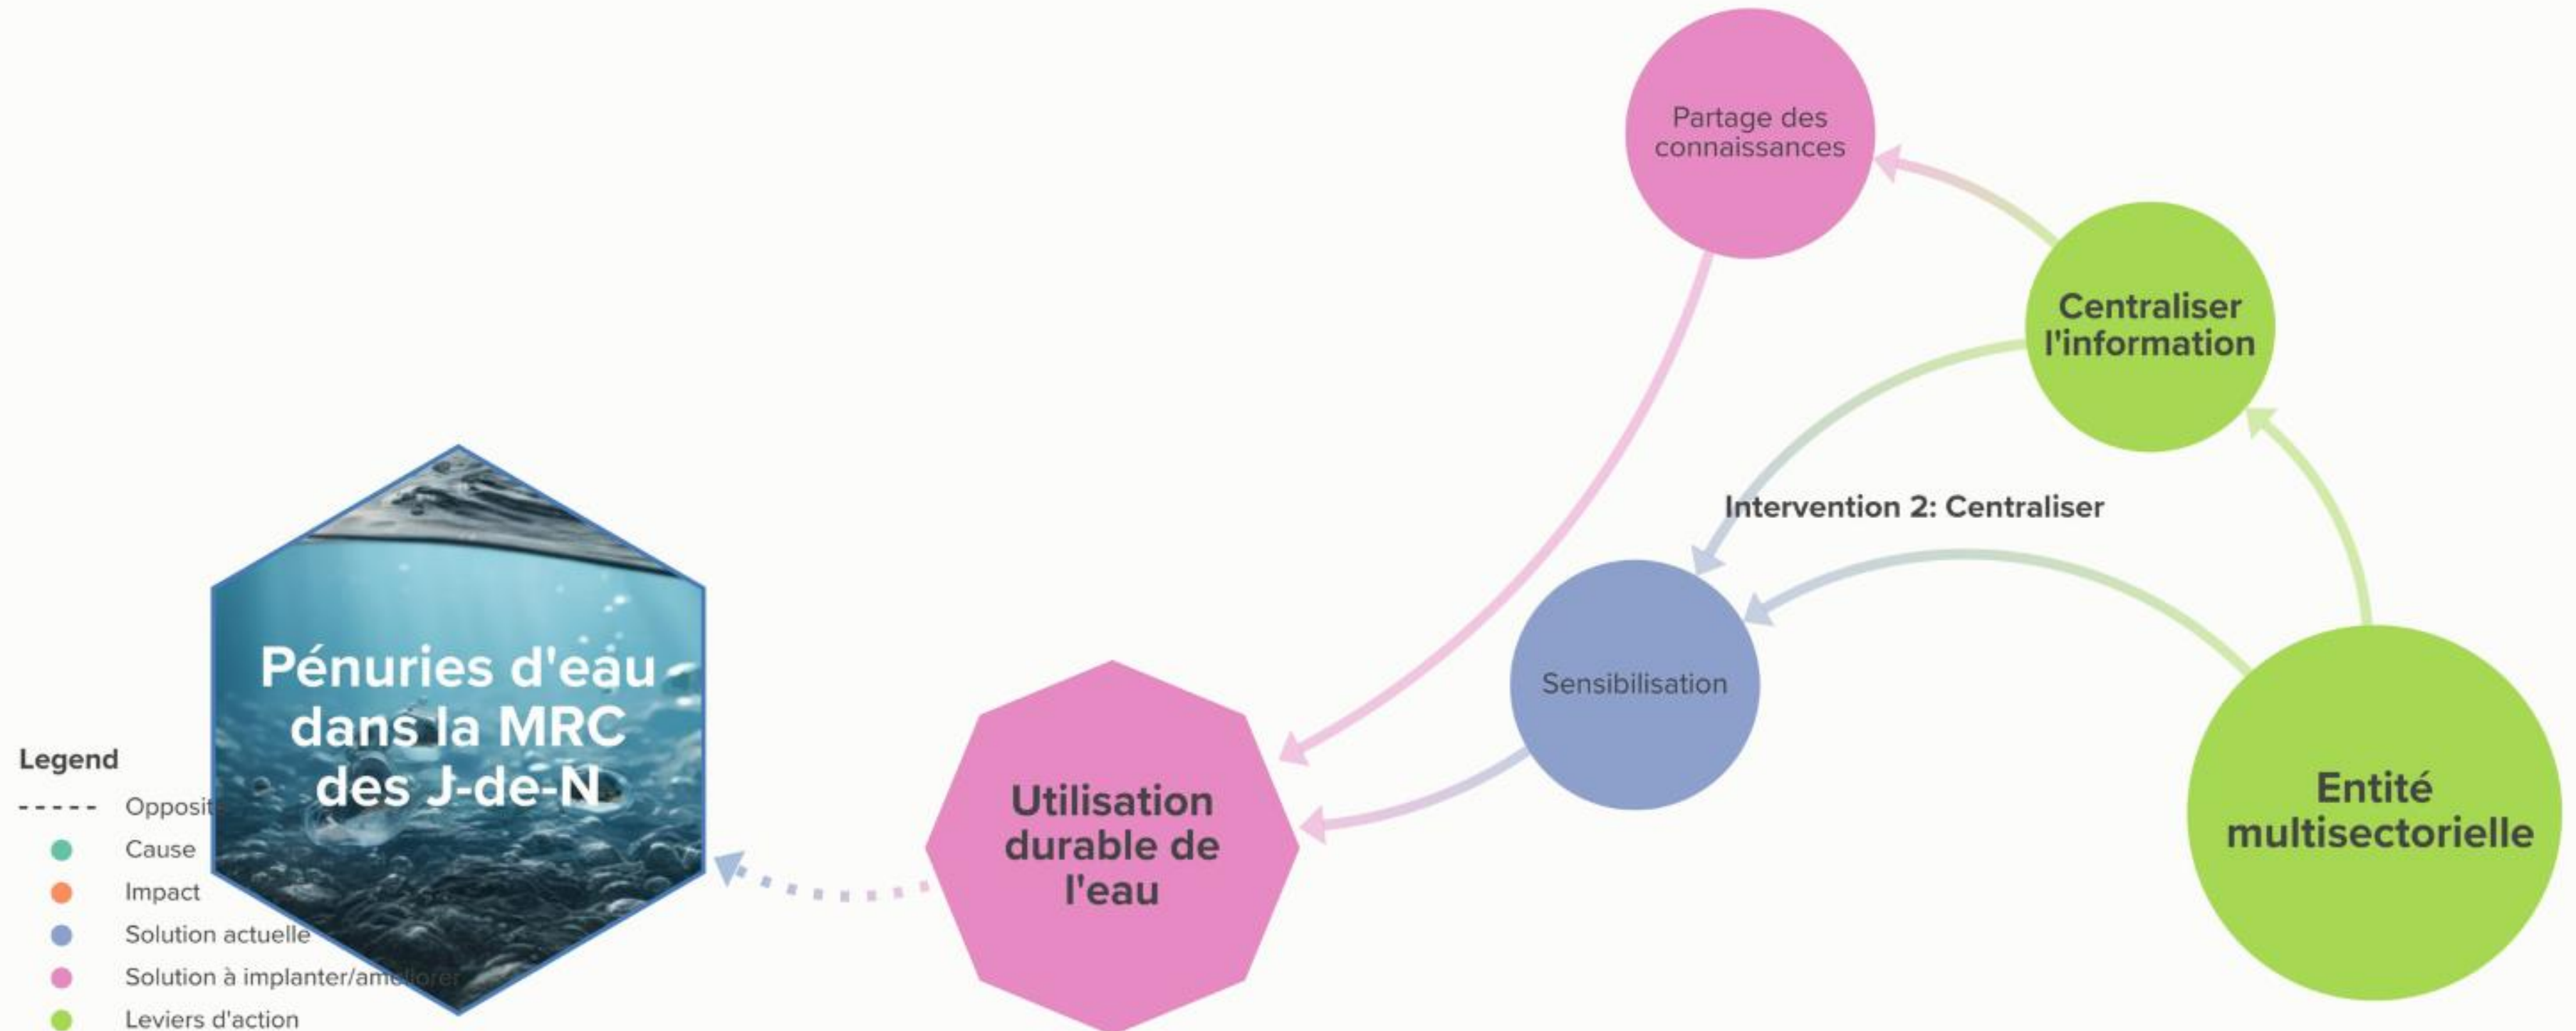 Partage des
connaissances
Centraliser
l'information
Intervention 2: Centraliser
Sensibilisation
Entité
multisectorielle
Utilisation
durable de
l'eau
Pénuries d'eau
dans la MRC
des J-de-N
Legend
Cause
Impact
Solution actuelle
Solution à implanter/améliorer
Leviers d'action